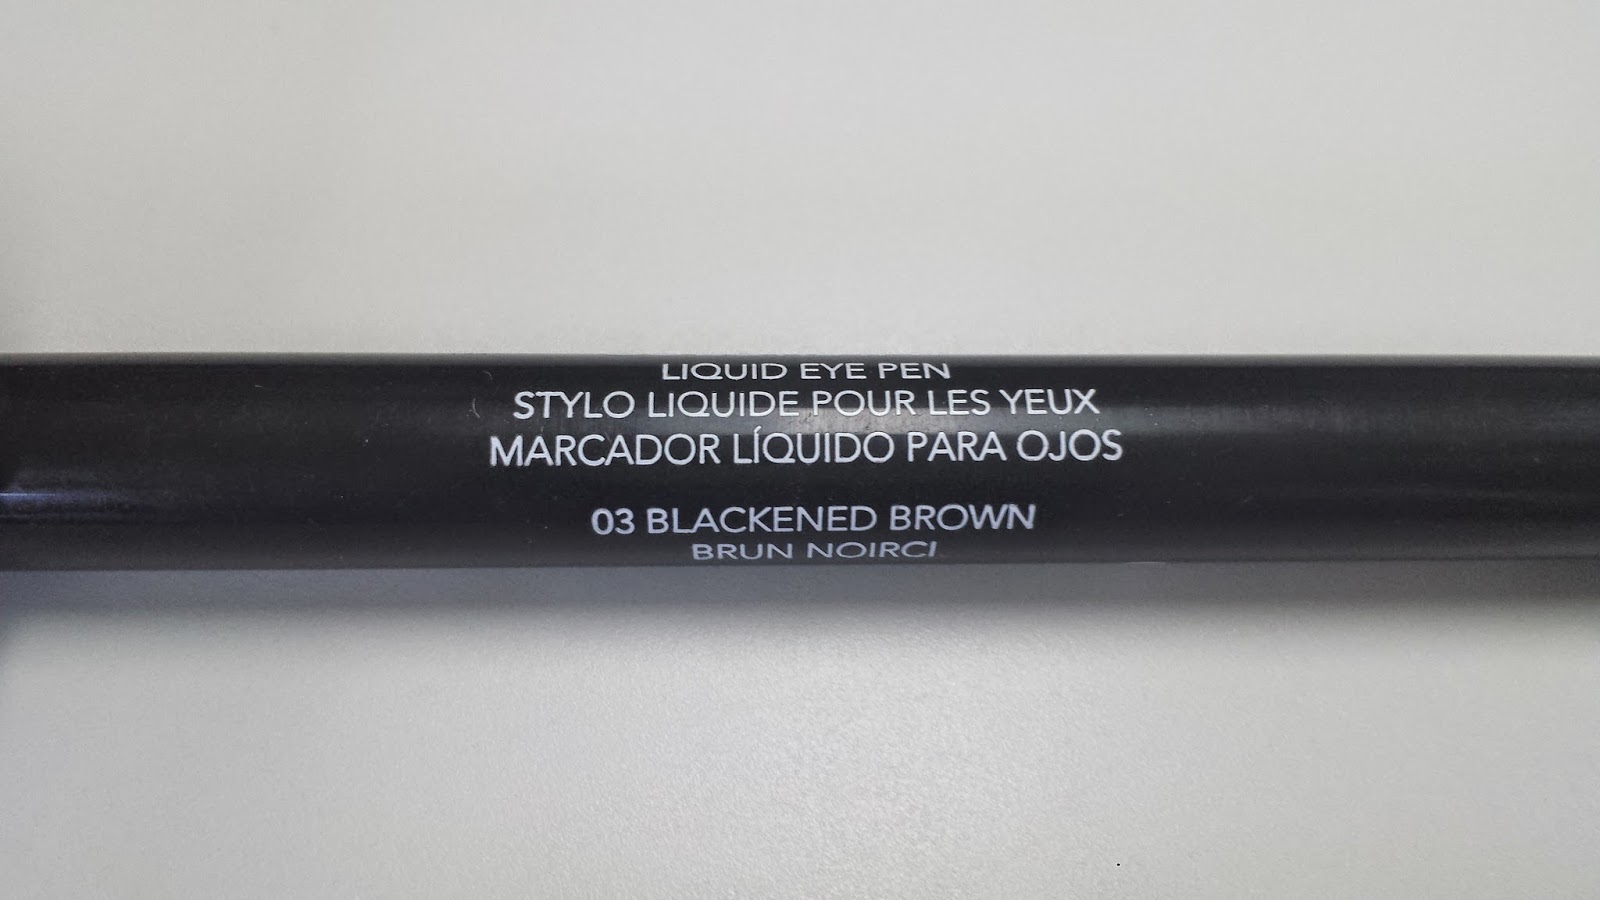 LIQUID EYE PEN
STYLO LIQUIDE POUR LES YEUX
MARCADOR LÍQUIDO PARA OJOS
03 BLACKENED BROWN
BRUN NOIRCI